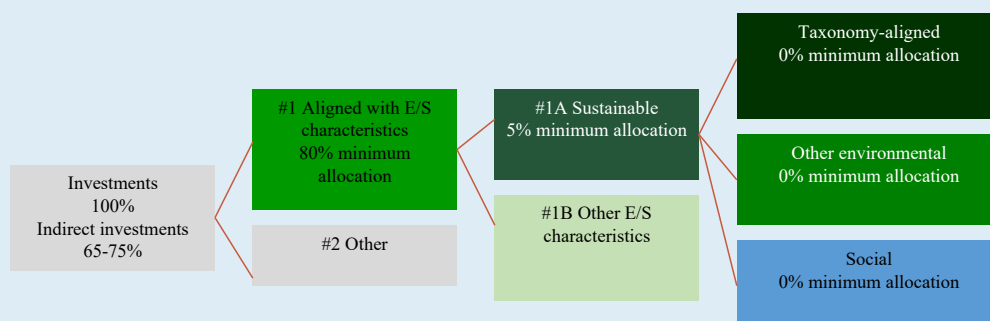 Investments
100%
Indirect investments
65-75%
#1 Aligned with E/S
characteristics
80% minimum
allocation
#2 Other
#1A Sustainable
5% minimum allocation
#1B Other E/S
characteristics
Taxonomy-aligned
0% minimum allocation
Other environmental
0% minimum allocation
Social
0% minimum allocation